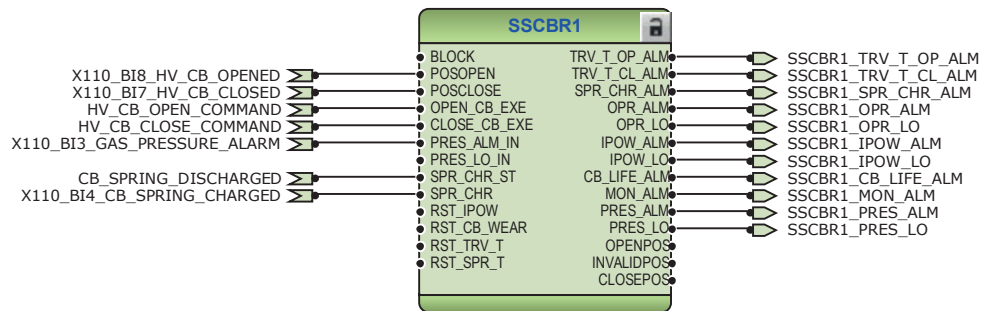 SSCBR1
BLOCK TRV_T_OP_ALM SSCBR1_TRV_T_OP_ALM
X110_BI8_HV_CB_OPENED POSOPEN TRV_T_CL_ALM SSCBR1_TRV_T_CL_ALM
X110_BI7_HV_CB_CLOSED POSCLOSE SPR_CHR_ALM SSCBR1_SPR_CHR_ALM
HV_CB_OPEN_COMMAND OPEN_CB_EXE OPR_ALM SSCBR1_OPR_ALM
HV_CB_CLOSE_COMMAND CLOSE_CB_EXE OPR_LO SSCBR1_OPR_LO
X110_BI3_GAS_PRESSURE_ALARM PRES_ALM_IN IPOW_ALM SSCBR1_IPOW_ALM
PRES_LO_IN IPOW_LO SSCBR1_IPOW_LO
CB_SPRING_DISCHARGED SPR_CHR_ST CB_LIFE_ALM SSCBR1_CB_LIFE_ALM
X110_BI4_CB_SPRING_CHARGED SPR_CHR MON_ALM SSCBR1_MON_ALM
RST_IPOW PRES_ALM SSCBR1_PRES_ALM
RST_CB_WEAR PRES_LO SSCBR1_PRES_LO
RST_TRV_T OPENPOS
RST_SPR_T INVALIDPOS
CLOSEPOS